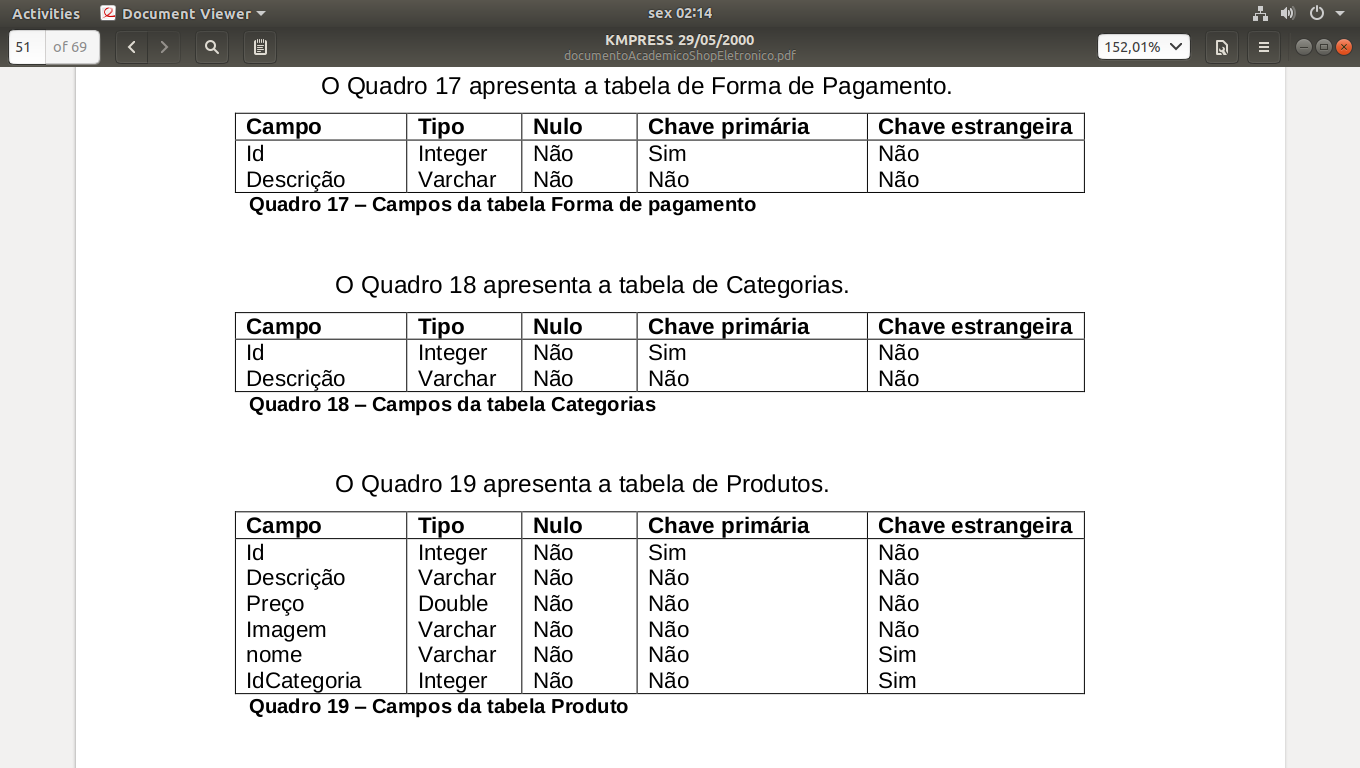 Activities Document Viewer sex 02:14
51 of 69 KMPRESS 29/05/2000 152,01%
documentoAcademicoShopEletronico.pdf
O Quadro 17 apresenta a tabela de Forma de Pagamento.
Campo Tipo Nulo Chave primária Chave estrangeira
Id Integer Não Sim Não
Descrição Varchar Não Não Não
Quadro 17 – Campos da tabela Forma de pagamento
O Quadro 18 apresenta a tabela de Categorias.
Campo Tipo Nulo Chave primária Chave estrangeira
Id Integer Não Sim Não
Descrição Varchar Não Não Não
Quadro 18 – Campos da tabela Categorias
O Quadro 19 apresenta a tabela de Produtos.
Campo Tipo Nulo Chave primária Chave estrangeira
Id Integer Não Sim Não
Descrição Varchar Não Não Não
Preço Double Não Não Não
Imagem Varchar Não Não Não
nome Varchar Não Não Sim
IdCategoria Integer Não Não Sim
Quadro 19 – Campos da tabela Produto